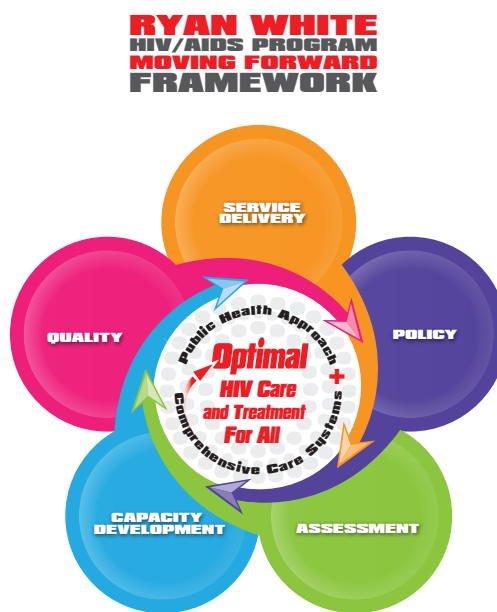 RYAN WHITE
HIV/AIDS PROGRAM
MOVING FORWARD
FRAMEWORK
SERVICE
DELIVERY
QUALITY
POLICY
Public Health Approach
+
Optimal
HIV Care
and Treatment
For All
Comprehensive Care Systems
CAPACITY
DEVELOPMENT
ASSESSMENT